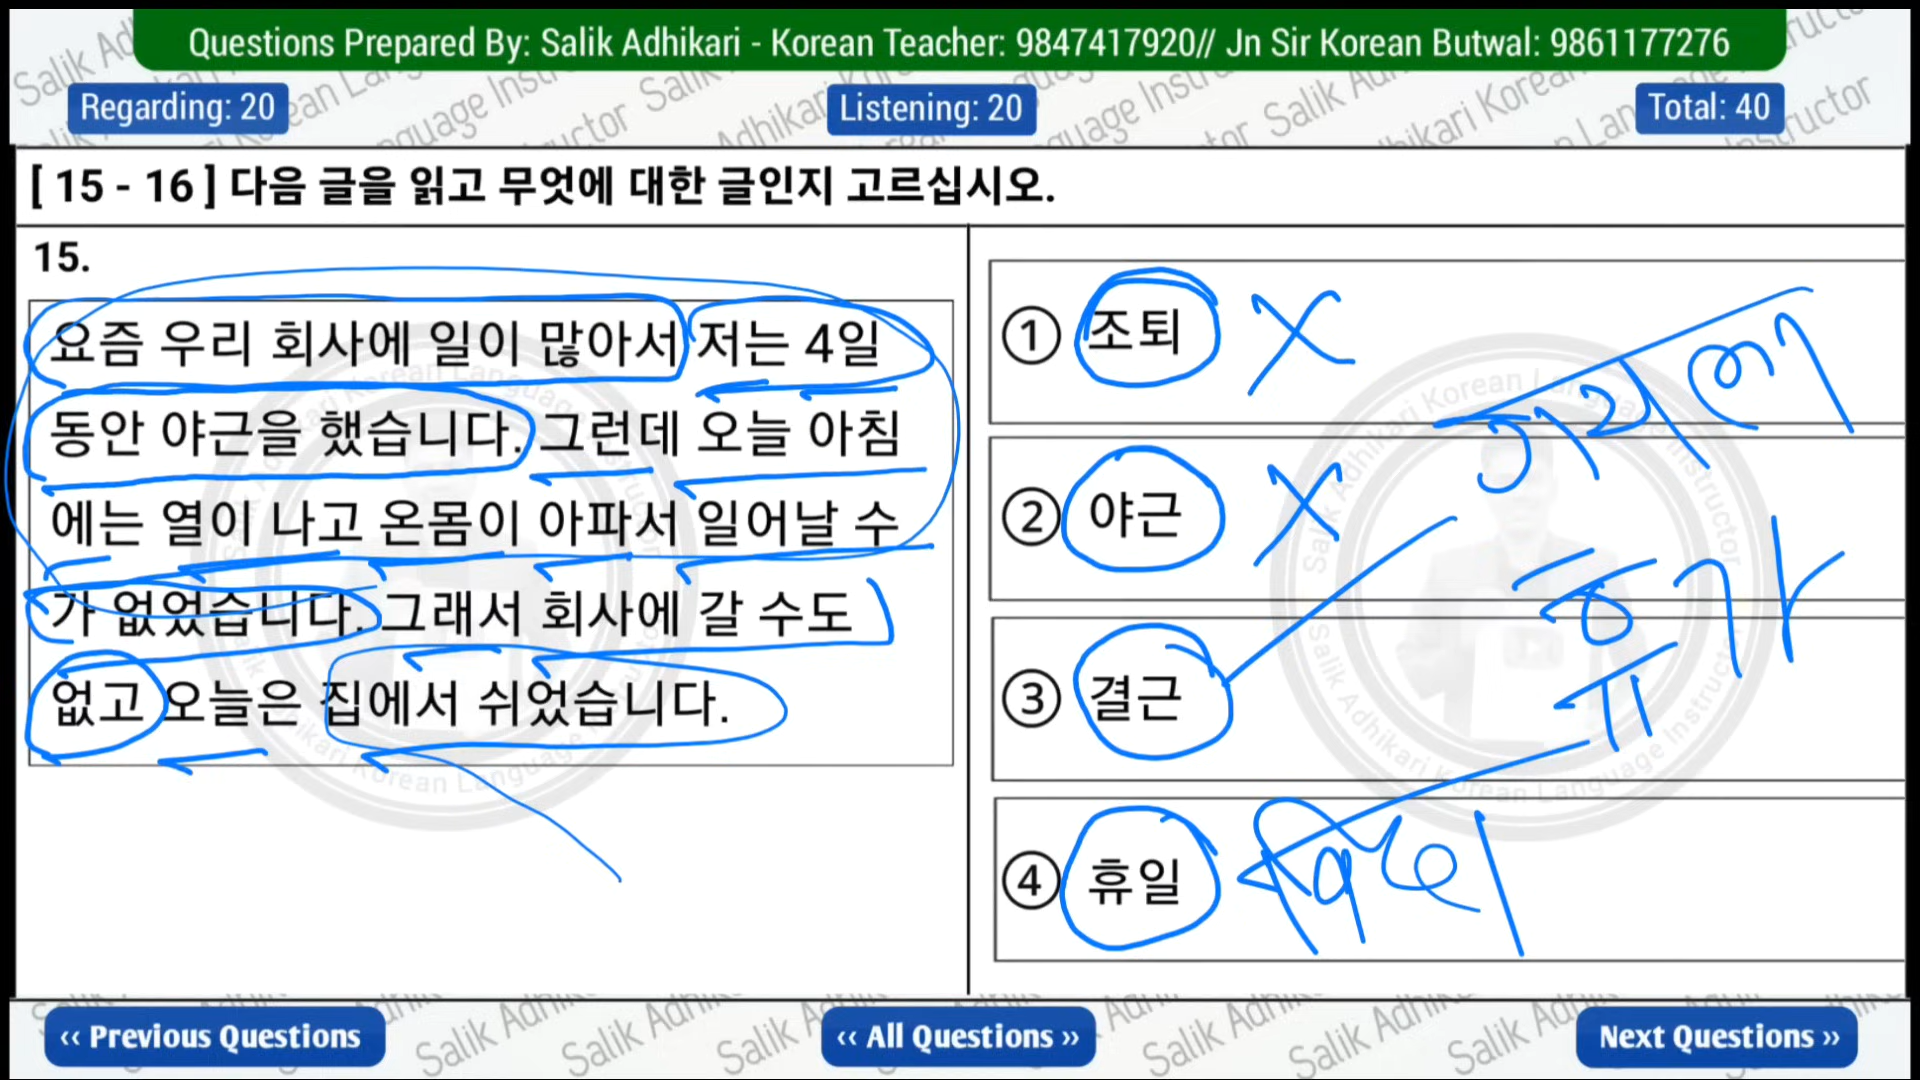 Questions Prepared By: Salik Adhikari - Korean Teacher: 9847417920// Jn Sir Korean Butwal: 9861177276
Regarding: 20
Listening: 20
Total: 40
[ 15 - 16 ] 다음 글을 읽고 무엇에 대한 글인지 고르십시오.
15.
요즘 우리 회사에 일이 많아서 저는 4일
동안 야근을 했습니다. 그런데 오늘 아침
에는 열이 나고 온몸이 아파서 일어날 수
가 없었습니다. 그래서 회사에 갈 수도
없고 오늘은 집에서 쉬었습니다.
① 조퇴
② 야근
③ 결근
④ 휴일
휴가
‹‹ Previous Questions
‹‹ All Questions ››
Next Questions ››